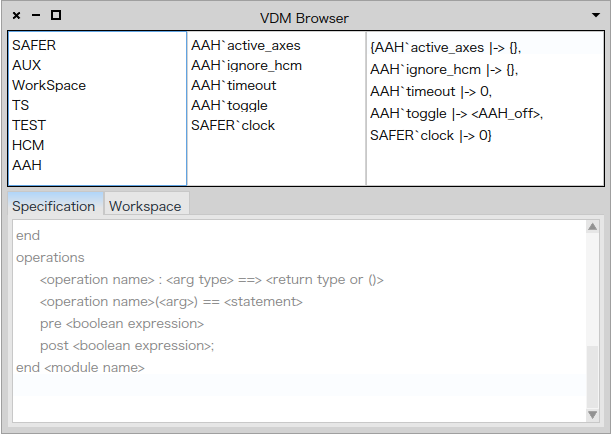 VDM Browser
SAFER
AUX
WorkSpace
TS
TEST
HCM
AAH
AAH`active_axes
AAH`ignore_hcm
AAH`timeout
AAH`toggle
SAFER`clock
{AAH`active_axes |-> {},
AAH`ignore_hcm |-> {},
AAH`timeout |-> 0,
AAH`toggle |-> <AAH_off>,
SAFER`clock |-> 0}
Specification Workspace
end
operations
<operation name> : <arg type> ==> <return type or ()>
<operation name>(<arg>) == <statement>
pre <boolean expression>
post <boolean expression>;
end <module name>